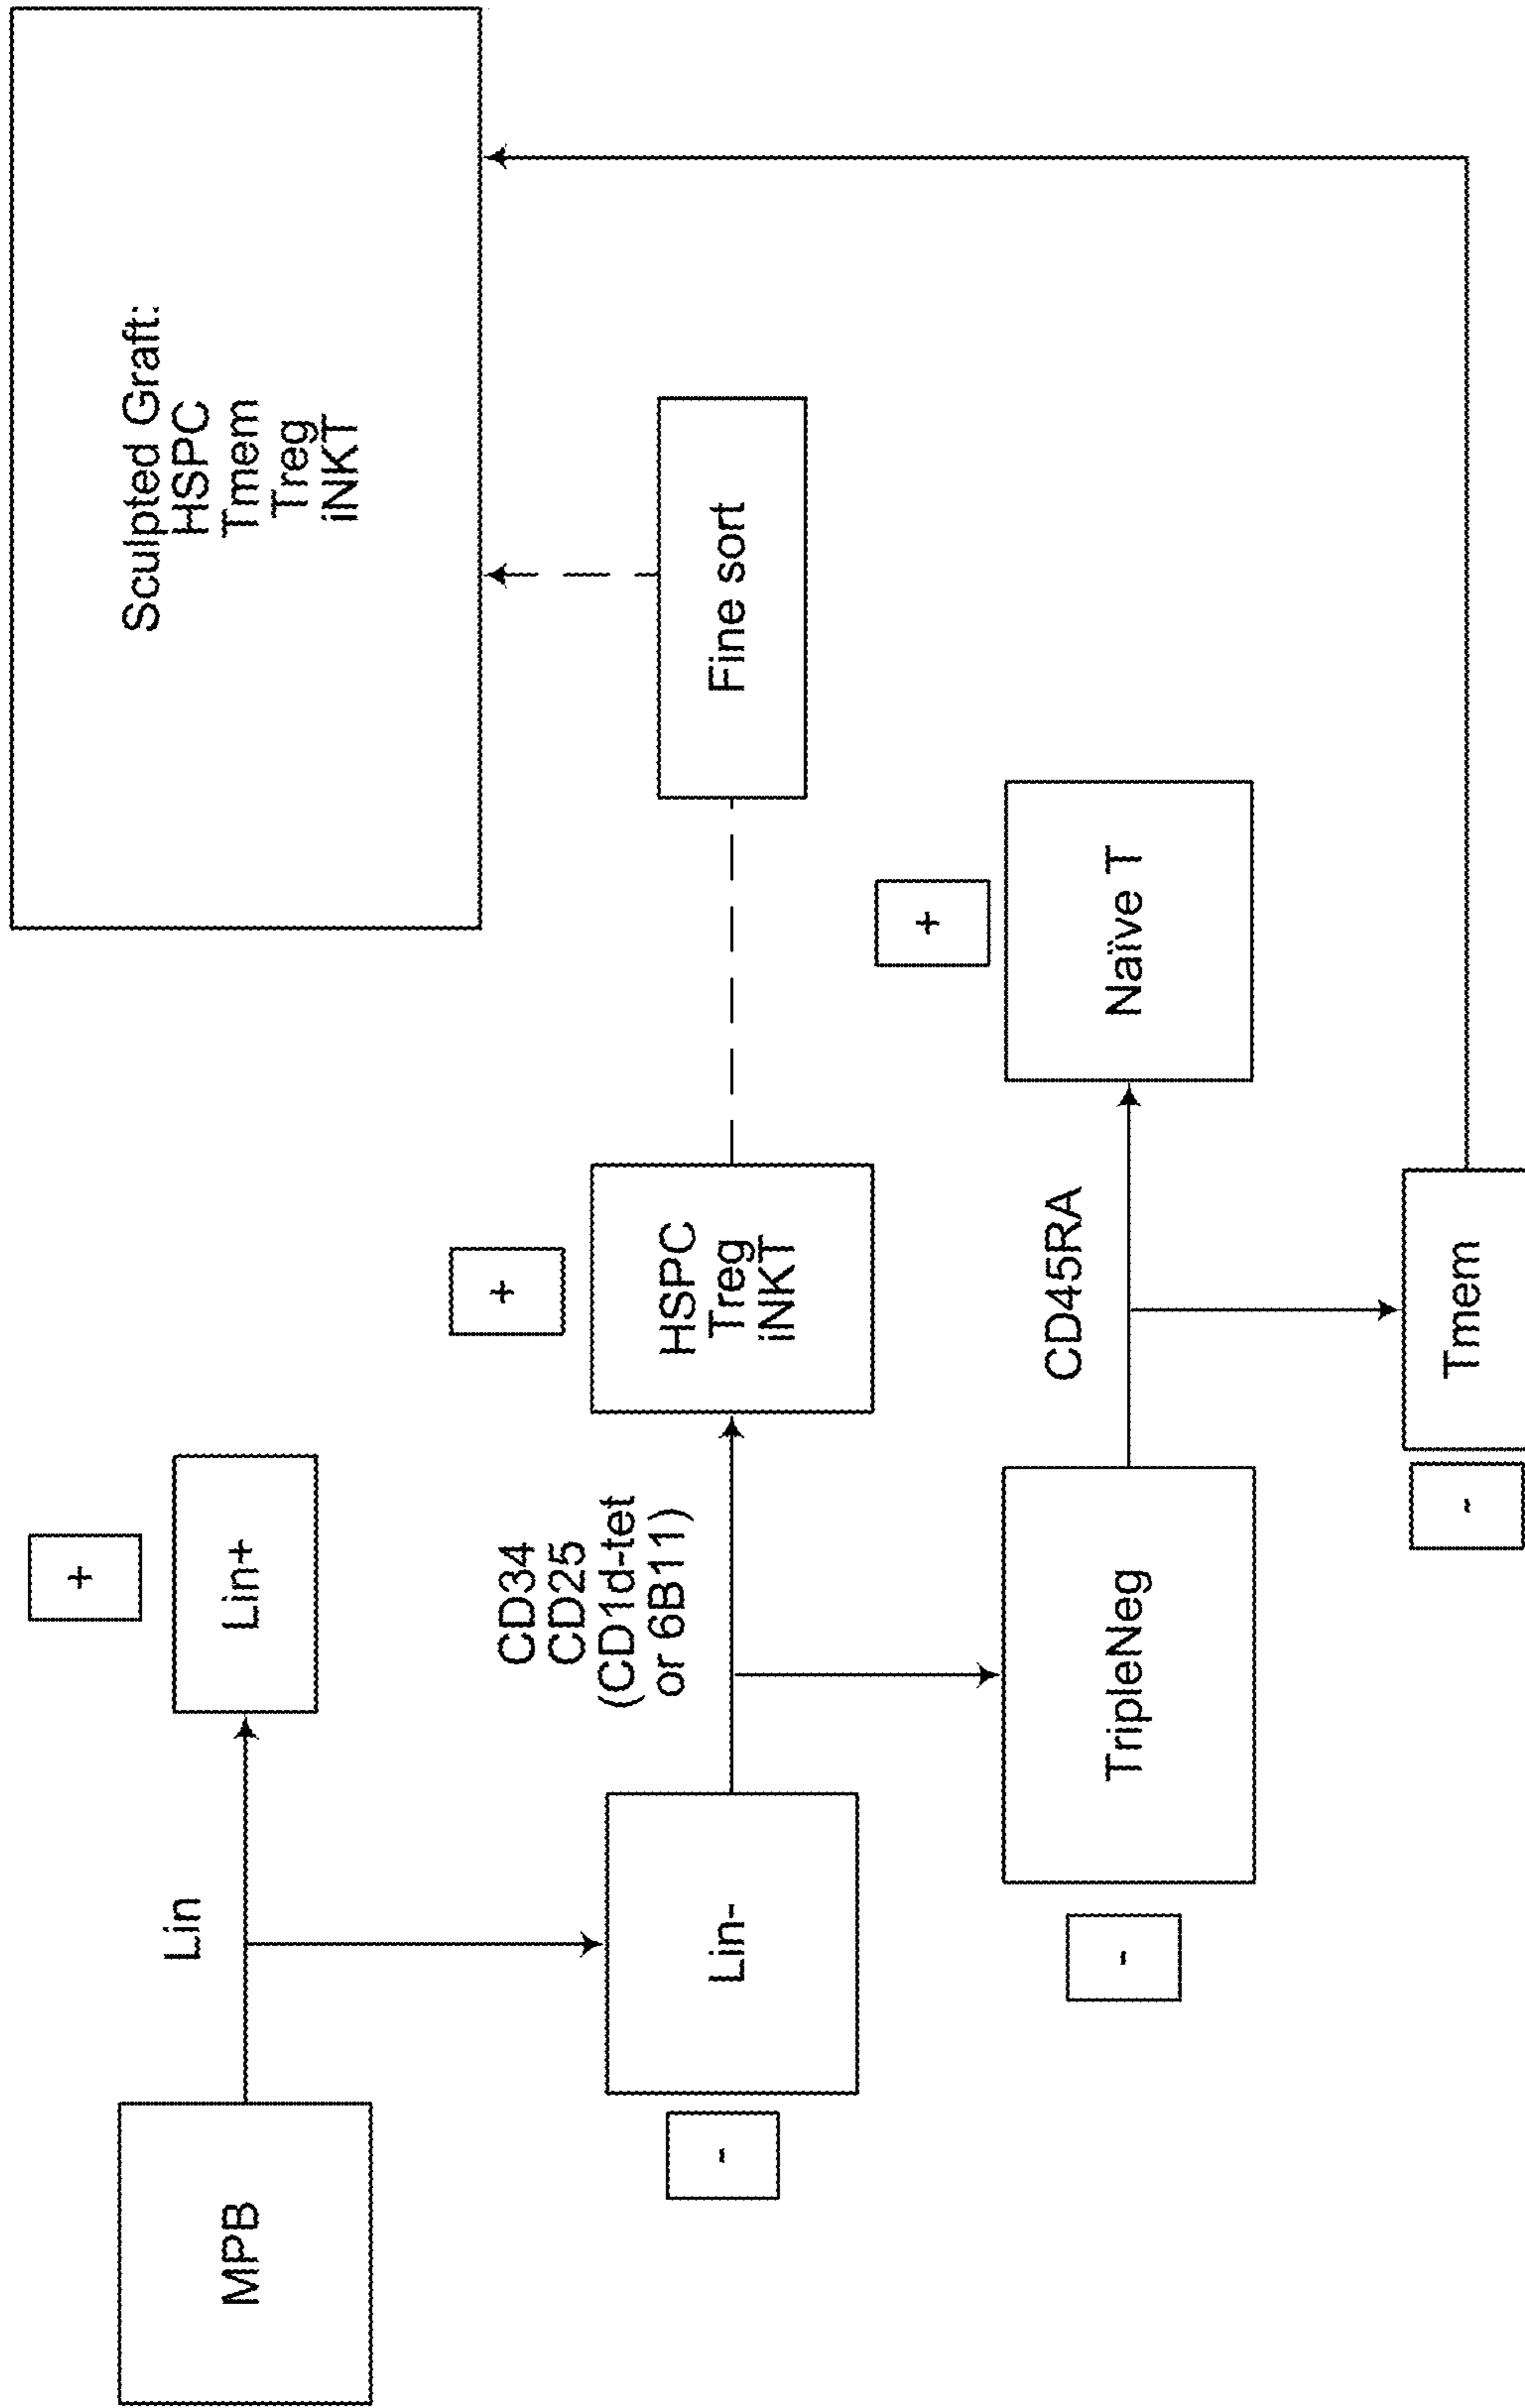 Sculpted Graft:
HSPC
Tmem
Treg
iNKT
+
Lin
Lin+
MPB
+
CD34
CD25
(CD1d-tet
or 6B11)
HSPC
Treg
iNKT
Fine sort
-
Lin-
+
CD45RA
Naïve T
-
TripleNeg
-
Tmem